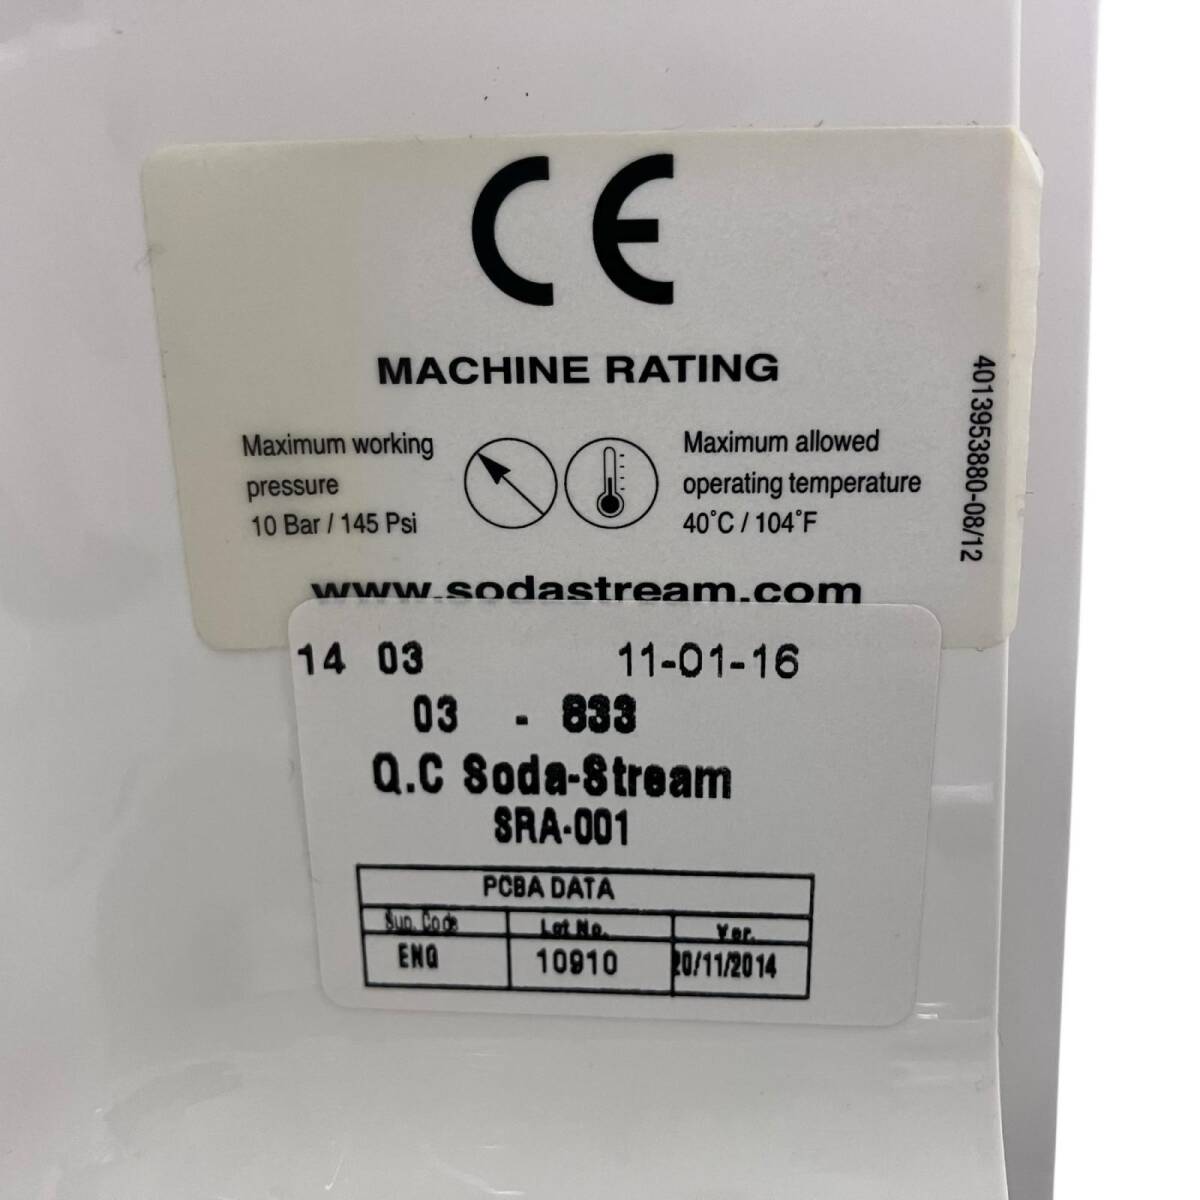 CE
MACHINE RATING
Maximum working
pressure
10 Bar / 145 Psi
Maximum allowed
operating temperature
40°C / 104°F
4013953880-08/12
www.sodastream.com
14 03 11-01-16
03 - 833
Q.C Soda-Stream
SRA-001
PCBA DATA
Sup. Code Lot No. Ver.
ENQ 10910 20/11/2014